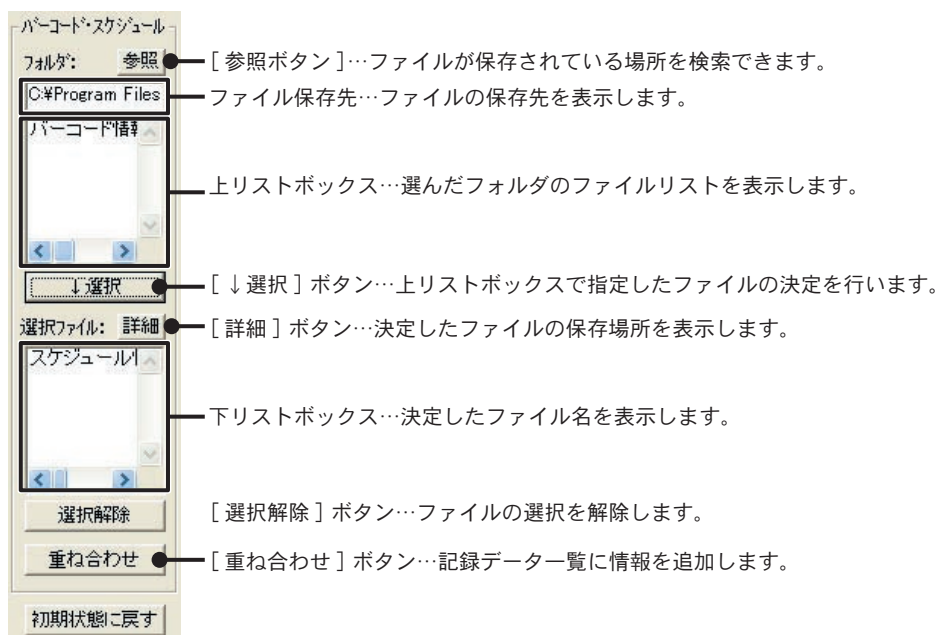 バーコード・スケジュール
フォルダ: 参照
[ 参照ボタン ]…ファイルが保存されている場所を検索できます。
C:¥Program Files
ファイル保存先…ファイルの保存先を表示します。
バーコード情報
上リストボックス…選んだフォルダのファイルリストを表示します。
↓選択
[ ↓選択 ] ボタン…上リストボックスで指定したファイルの決定を行います。
選択ファイル: 詳細
[ 詳細 ] ボタン…決定したファイルの保存場所を表示します。
スケジュール
下リストボックス…決定したファイル名を表示します。
選択解除
[ 選択解除 ] ボタン…ファイルの選択を解除します。
重ね合わせ
[ 重ね合わせ ] ボタン…記録データ一覧に情報を追加します。
初期状態に戻す